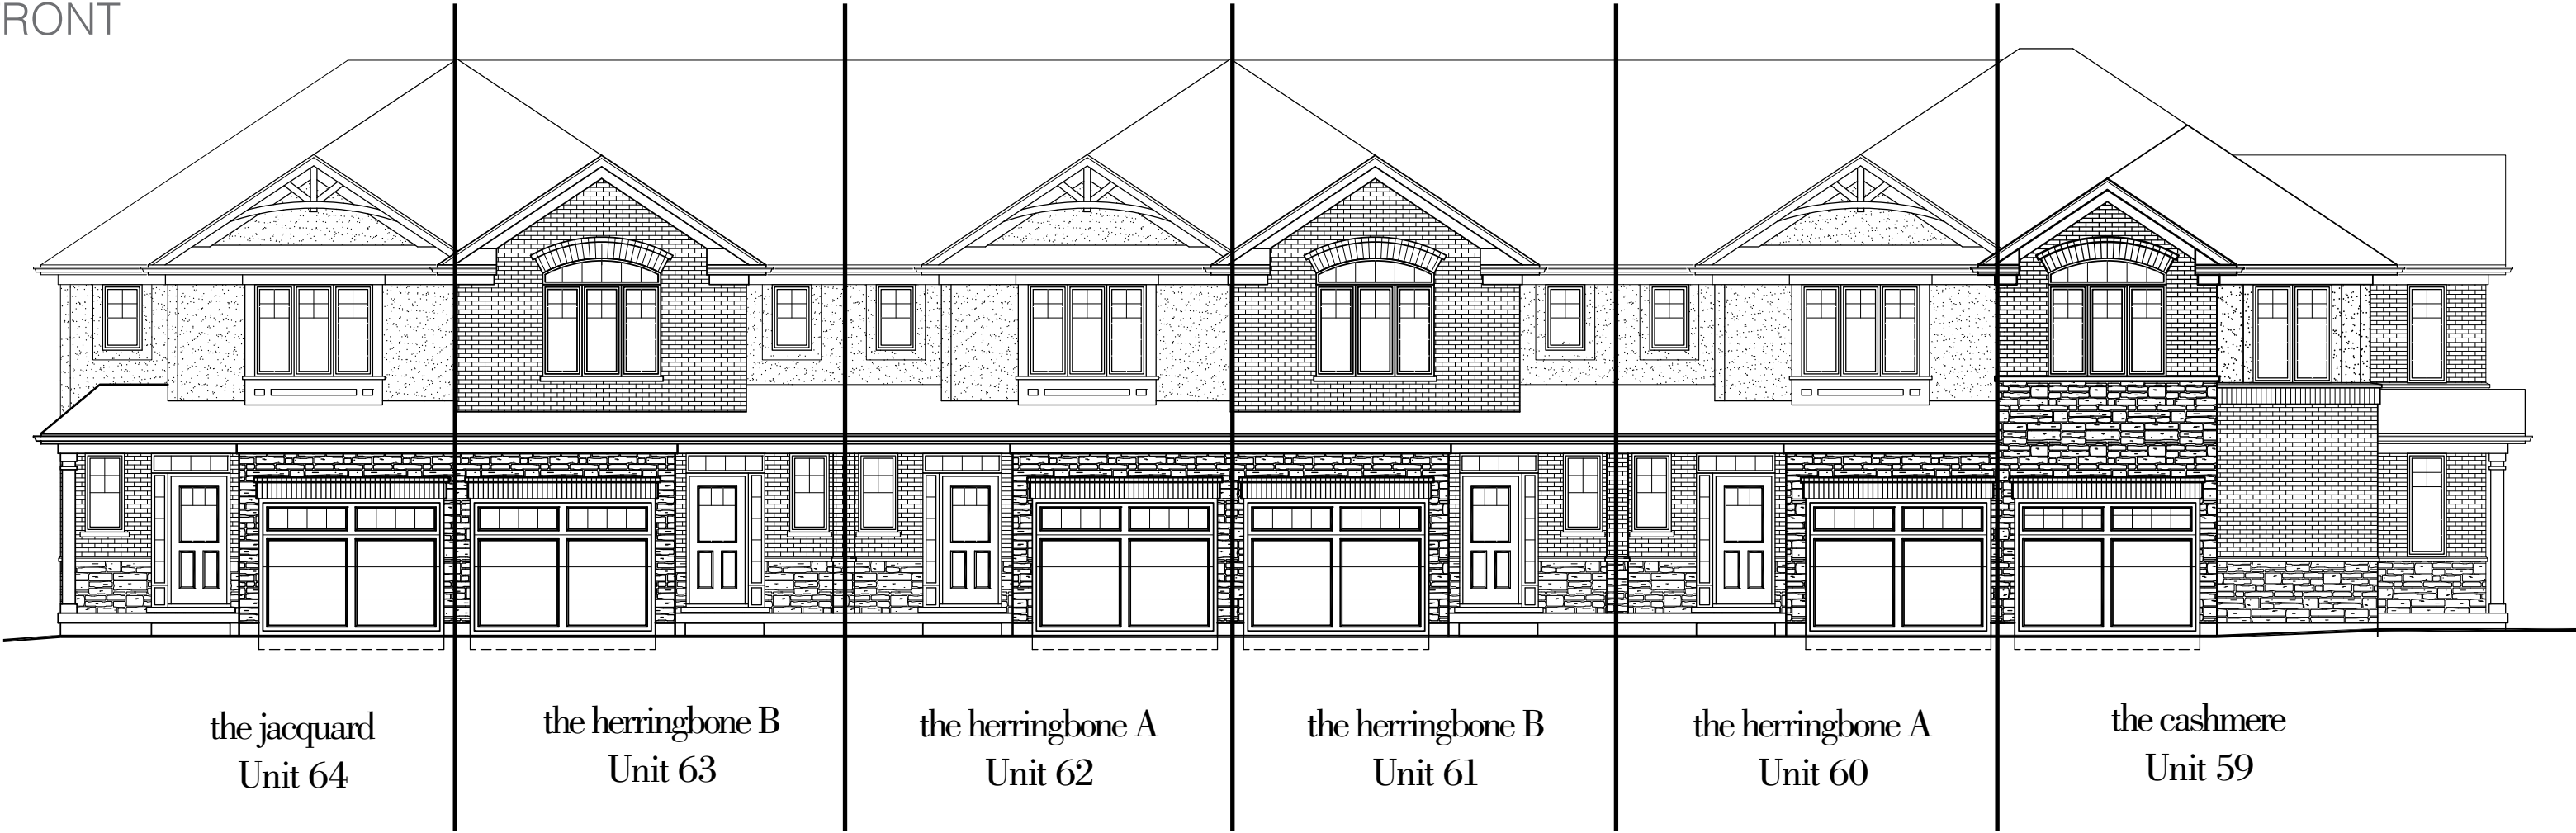 RONT
the jacquard
Unit 64
the herringbone B
Unit 63
the herringbone A
Unit 62
the herringbone B
Unit 61
the herringbone A
Unit 60
the cashmere
Unit 59